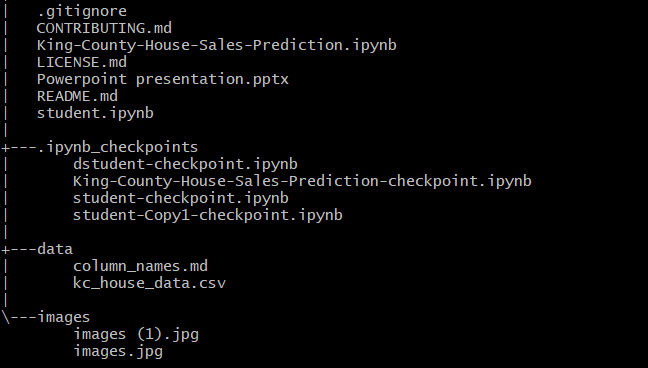 |   .gitignore
|   CONTRIBUTING.md
|   King-County-House-Sales-Prediction.ipynb
|   LICENSE.md
|   Powerpoint presentation.pptx
|   README.md
|   student.ipynb
|
+---.ipynb_checkpoints
|       dstudent-checkpoint.ipynb
|       King-County-House-Sales-Prediction-checkpoint.ipynb
|       student-checkpoint.ipynb
|       student-Copy1-checkpoint.ipynb
|
+---data
|       column_names.md
|       kc_house_data.csv
|
\---images
        images (1).jpg
        images.jpg